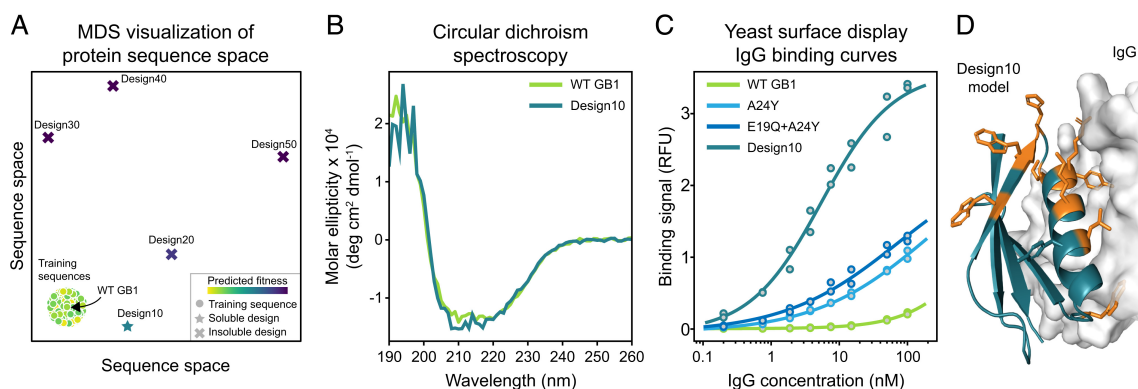 A
MDS visualization of
protein sequence space
Design40
Design30
Design50
Design20
Training
sequences
WT GB1
Design10
Predicted fitness
Training sequence
Soluble design
Insoluble design
Sequence space
Sequence space
B
Circular dichroism
spectroscopy
WT GB1
Design10
Molar ellipticity x 10⁴
(deg cm² dmol⁻¹)
2
1
0
-1
190 200 210 220 230 240 250 260
Wavelength (nm)
C
Yeast surface display
IgG binding curves
WT GB1
A24Y
E19Q+A24Y
Design10
Binding signal (RFU)
3
2
1
0
0.1 1 10 100
IgG concentration (nM)
D
IgG
Design10
model